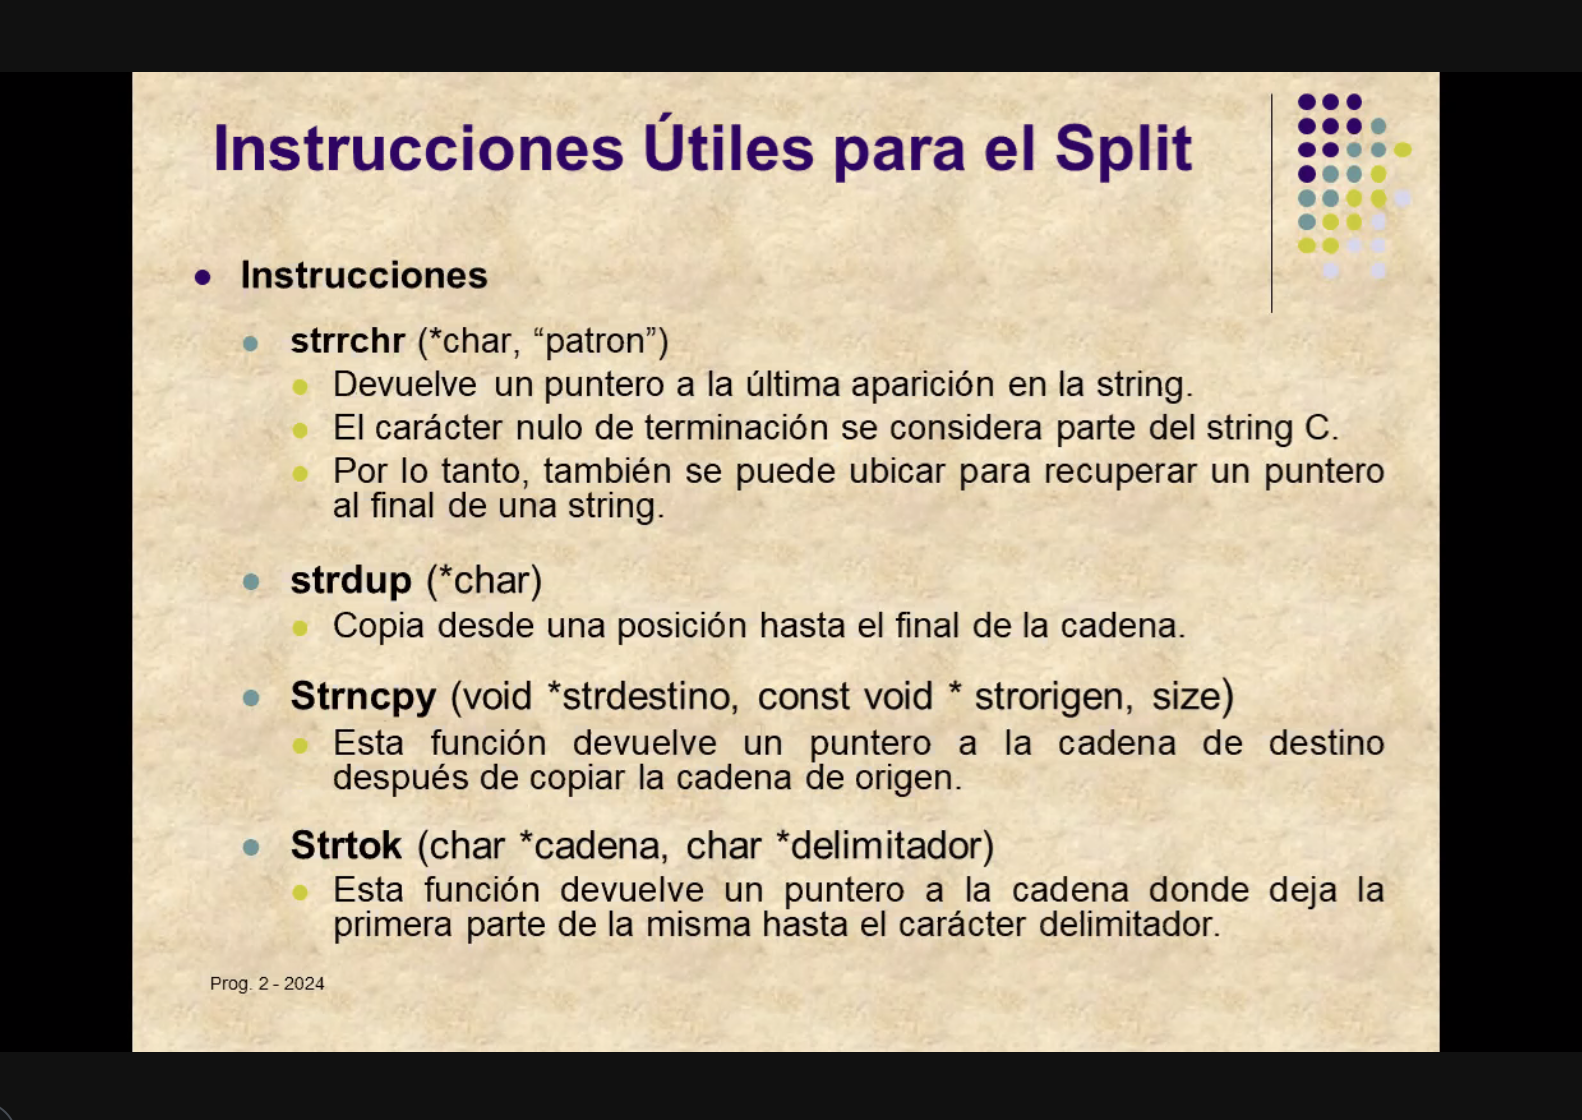 Instrucciones Útiles para el Split
Instrucciones
strrchr (*char, “patron”)
Devuelve un puntero a la última aparición en la string.
El carácter nulo de terminación se considera parte del string C.
Por lo tanto, también se puede ubicar para recuperar un puntero
al final de una string.
strdup (*char)
Copia desde una posición hasta el final de la cadena.
Strncpy (void *strdestino, const void * strorigen, size)
Esta función devuelve un puntero a la cadena de destino
después de copiar la cadena de origen.
Strtok (char *cadena, char *delimitador)
Esta función devuelve un puntero a la cadena donde deja la
primera parte de la misma hasta el carácter delimitador.
Prog. 2 - 2024